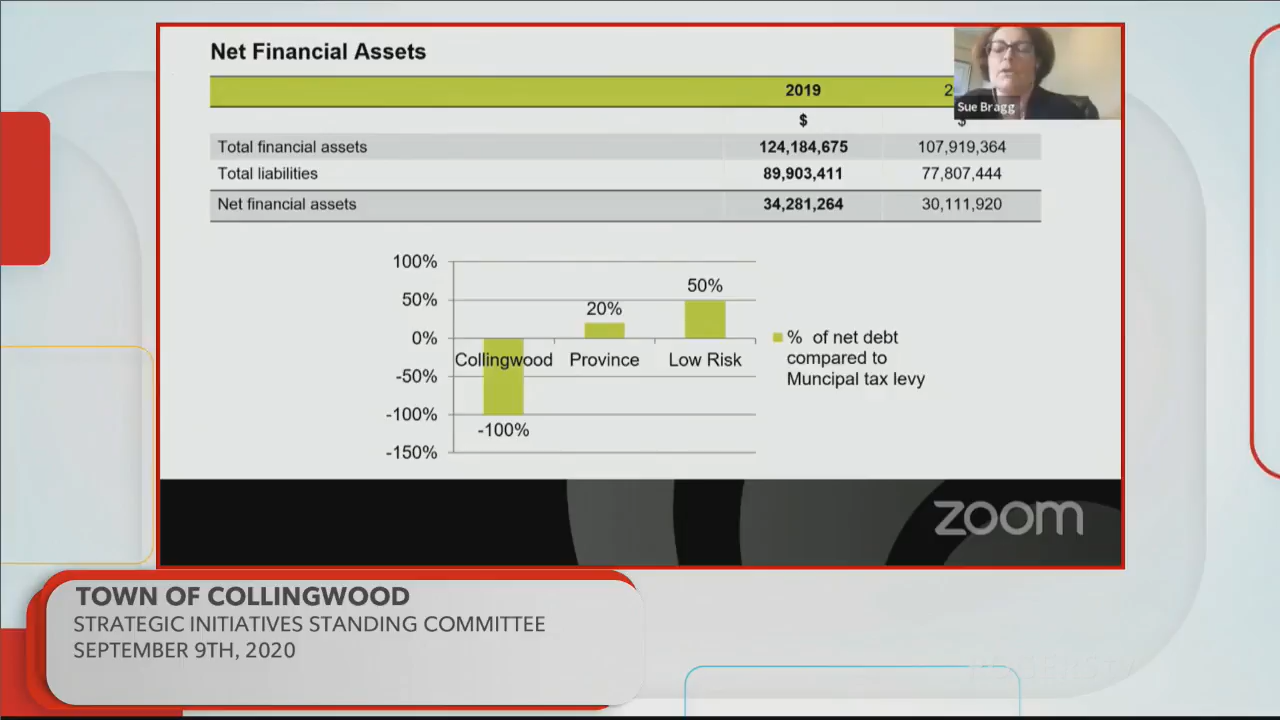 Net Financial Assets
2019
$ $
Total financial assets 124,184,675 107,919,364
Total liabilities 89,903,411 77,807,444
Net financial assets 34,281,264 30,111,920
Sue Bragg
100%
50%
0%
-50%
-100%
-150%
50%
20%
-100%
Collingwood Province Low Risk
% of net debt
compared to
Muncipal tax levy
zoom
TOWN OF COLLINGWOOD
STRATEGIC INITIATIVES STANDING COMMITTEE
SEPTEMBER 9TH, 2020